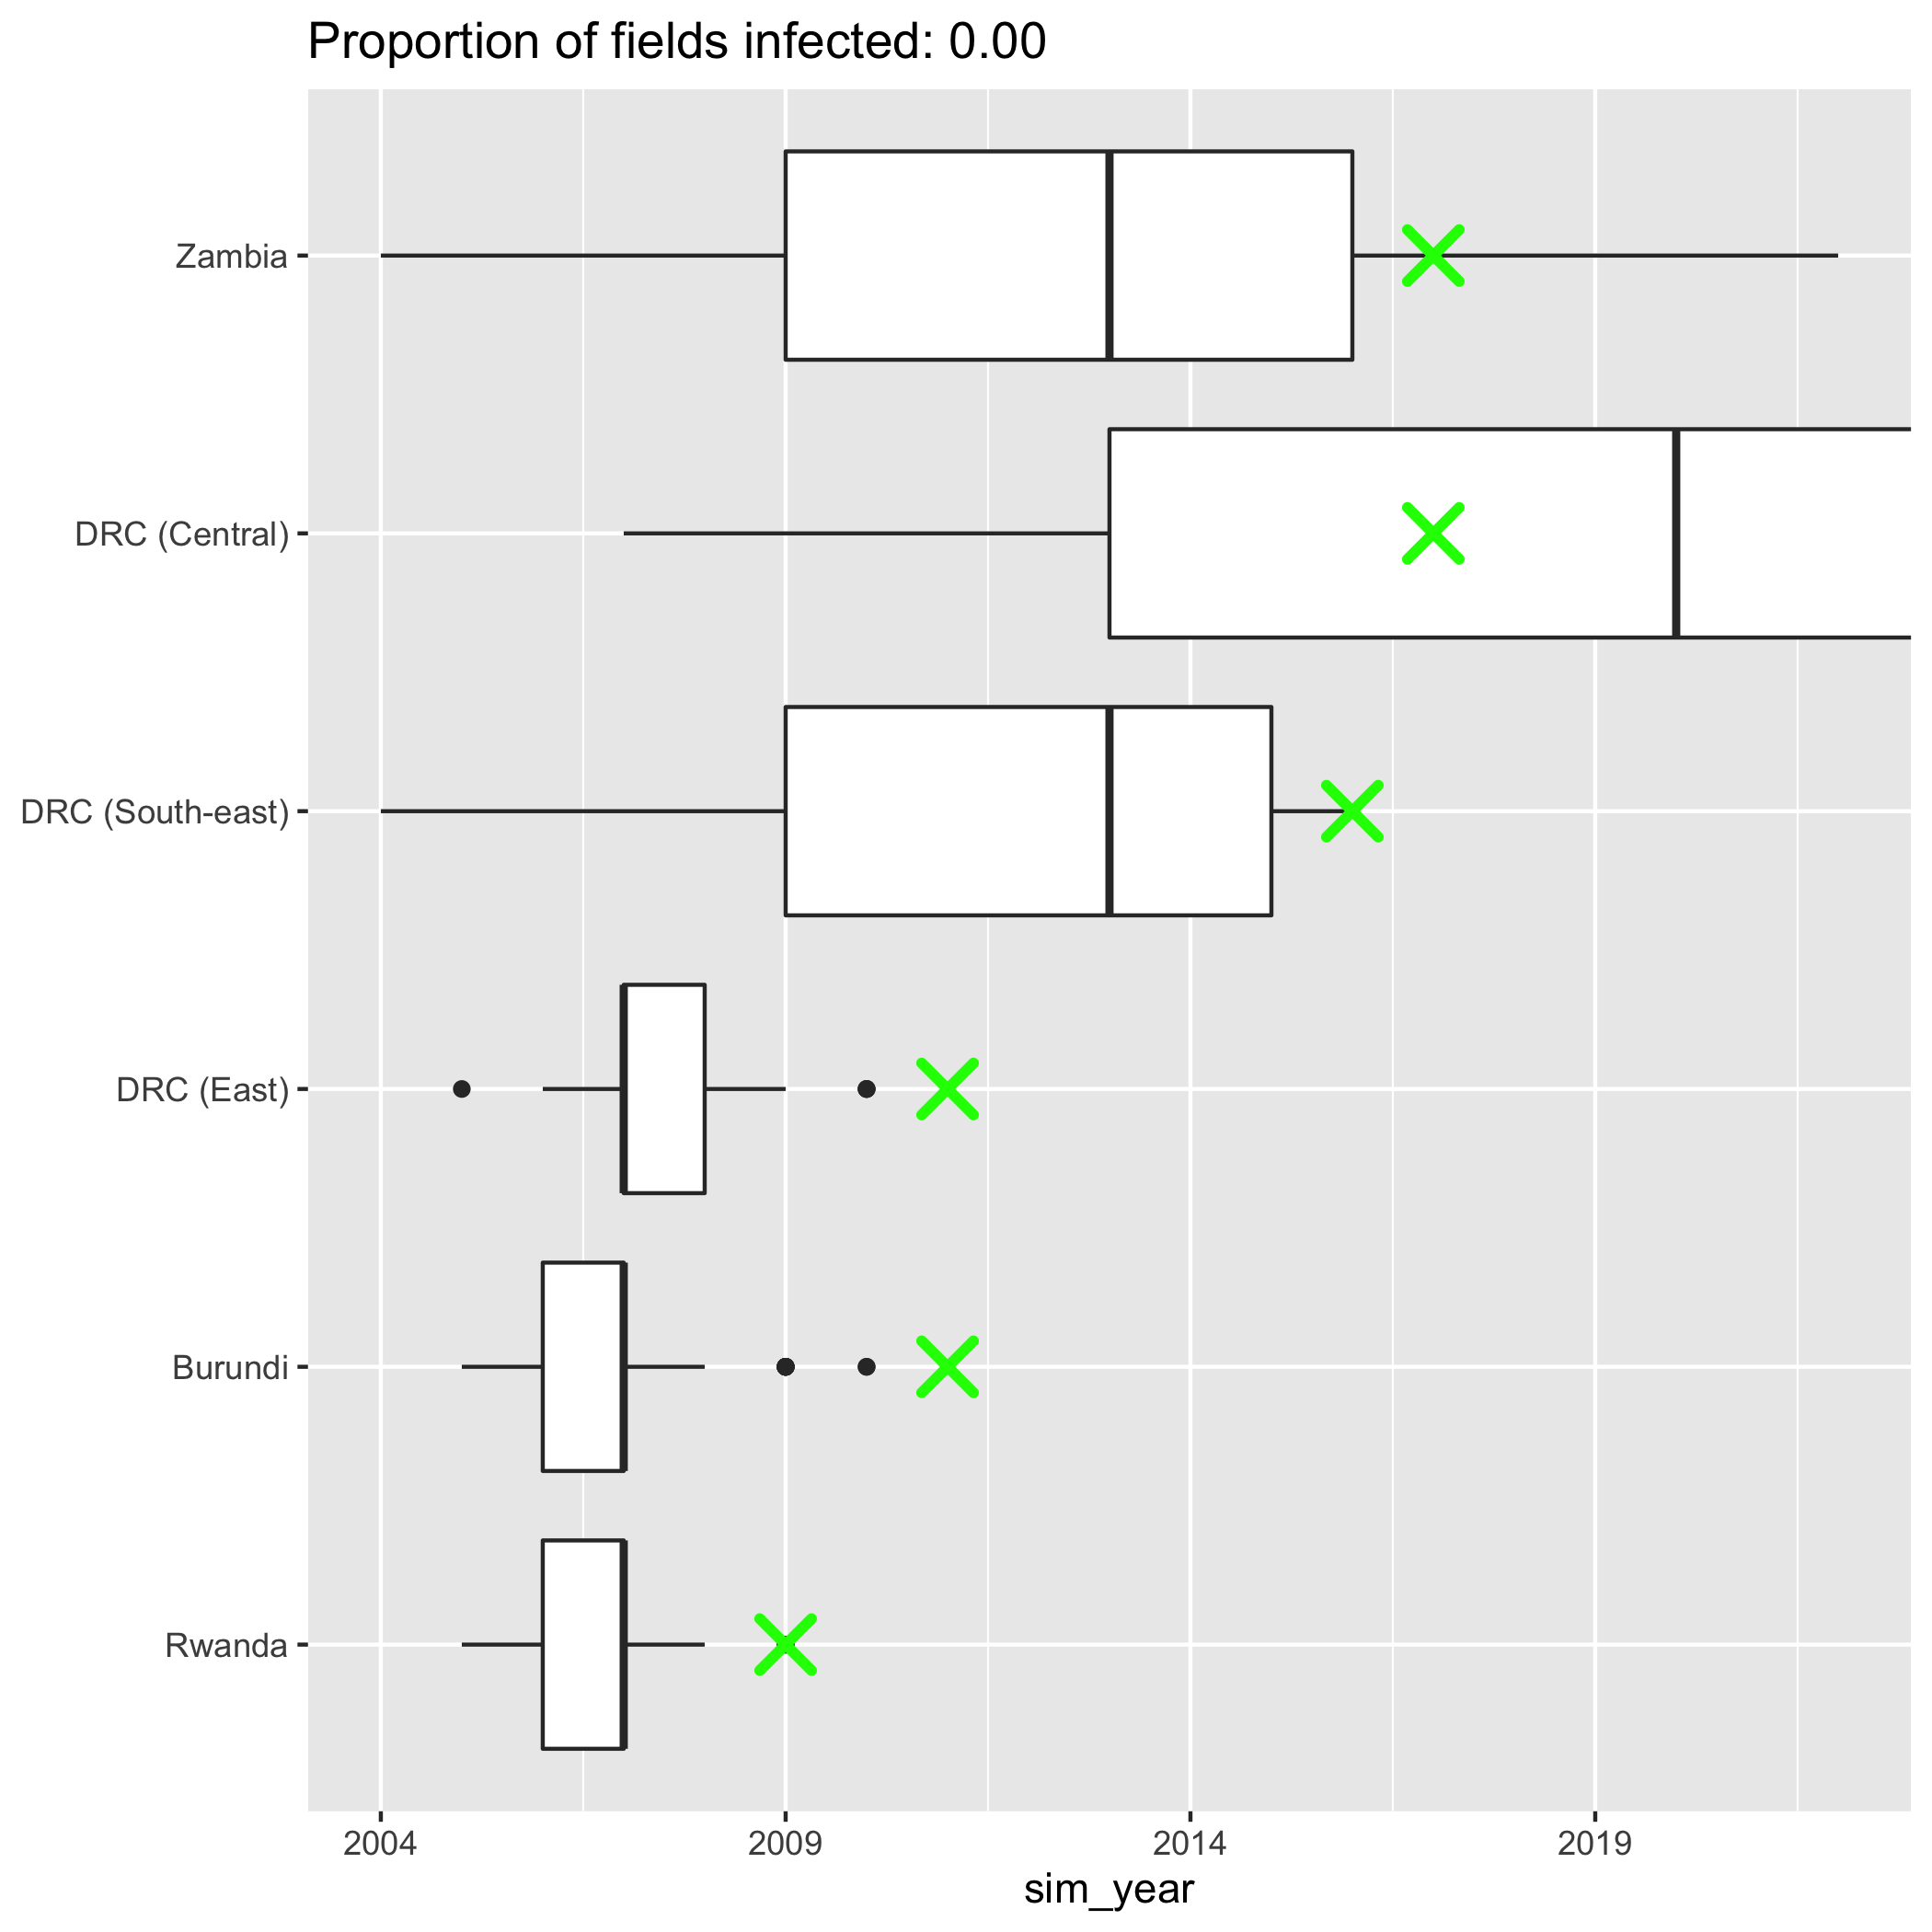 Proportion of fields infected: 0.00
Zambia
DRC (Central)
DRC (South-east)
DRC (East)
Burundi
Rwanda
2004 2009 2014 2019
sim_year